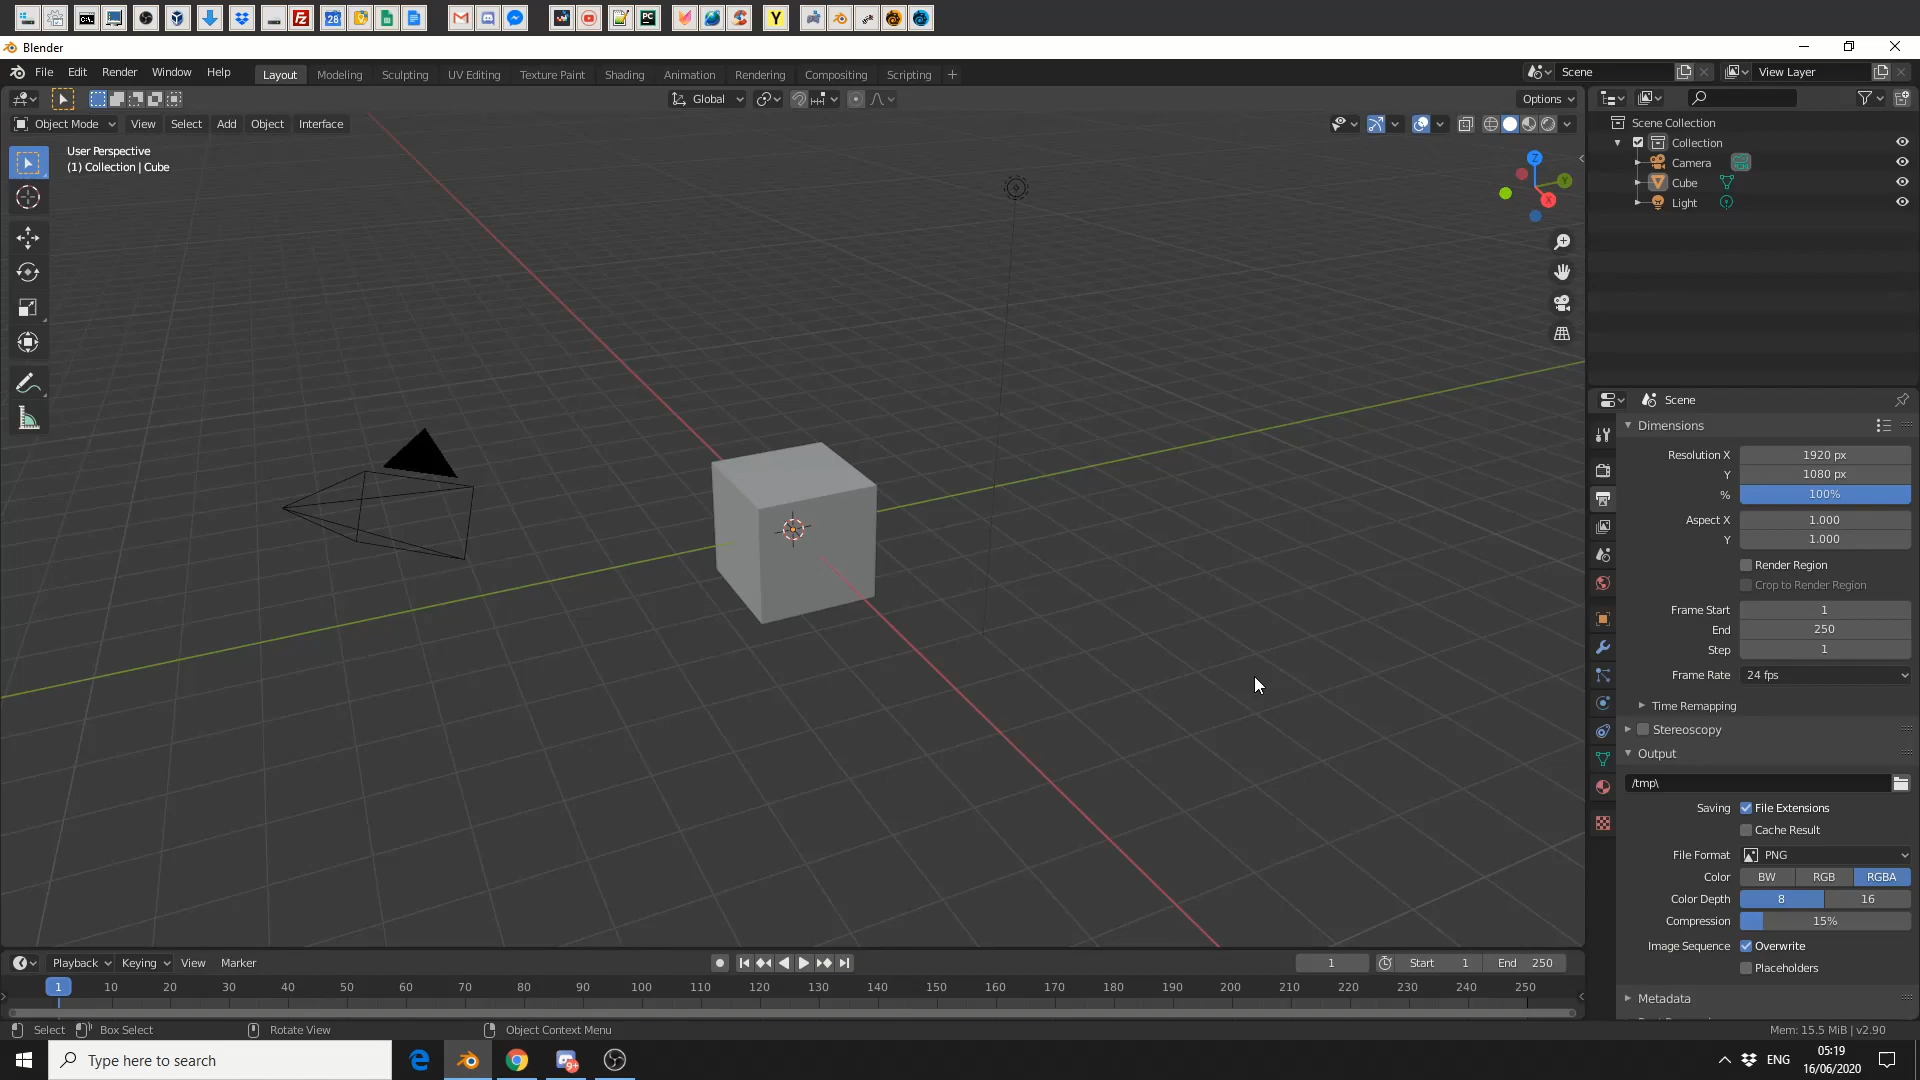 28
Y
Blender
File Edit Render Window Help Layout Modeling Sculpting UV Editing Texture Paint Shading Animation Rendering Compositing Scripting + Scene View Layer
Global Options
Object Mode View Select Add Object Interface
User Perspective
(1) Collection | Cube
Z
Y
X
Scene Collection
Collection
Camera
Cube
Light
Scene
Dimensions
Resolution X 1920 px
Y 1080 px
% 100%
Aspect X 1.000
Y 1.000
Render Region
Crop to Render Region
Frame Start 1
End 250
Step 1
Frame Rate 24 fps
Time Remapping
Stereoscopy
Output
/tmp\
Saving File Extensions
Cache Result
File Format PNG
Color BW RGB RGBA
Color Depth 8 16
Compression 15%
Image Sequence Overwrite
Placeholders
Metadata
Playback Keying View Marker 1 Start 1 End 250
1 10 20 30 40 50 60 70 80 90 100 110 120 130 140 150 160 170 180 190 200 210 220 230 240 250
Select Box Select Rotate View Object Context Menu Mem: 15.5 MiB | v2.90
Type here to search
9+
ENG
05:19
16/06/2020